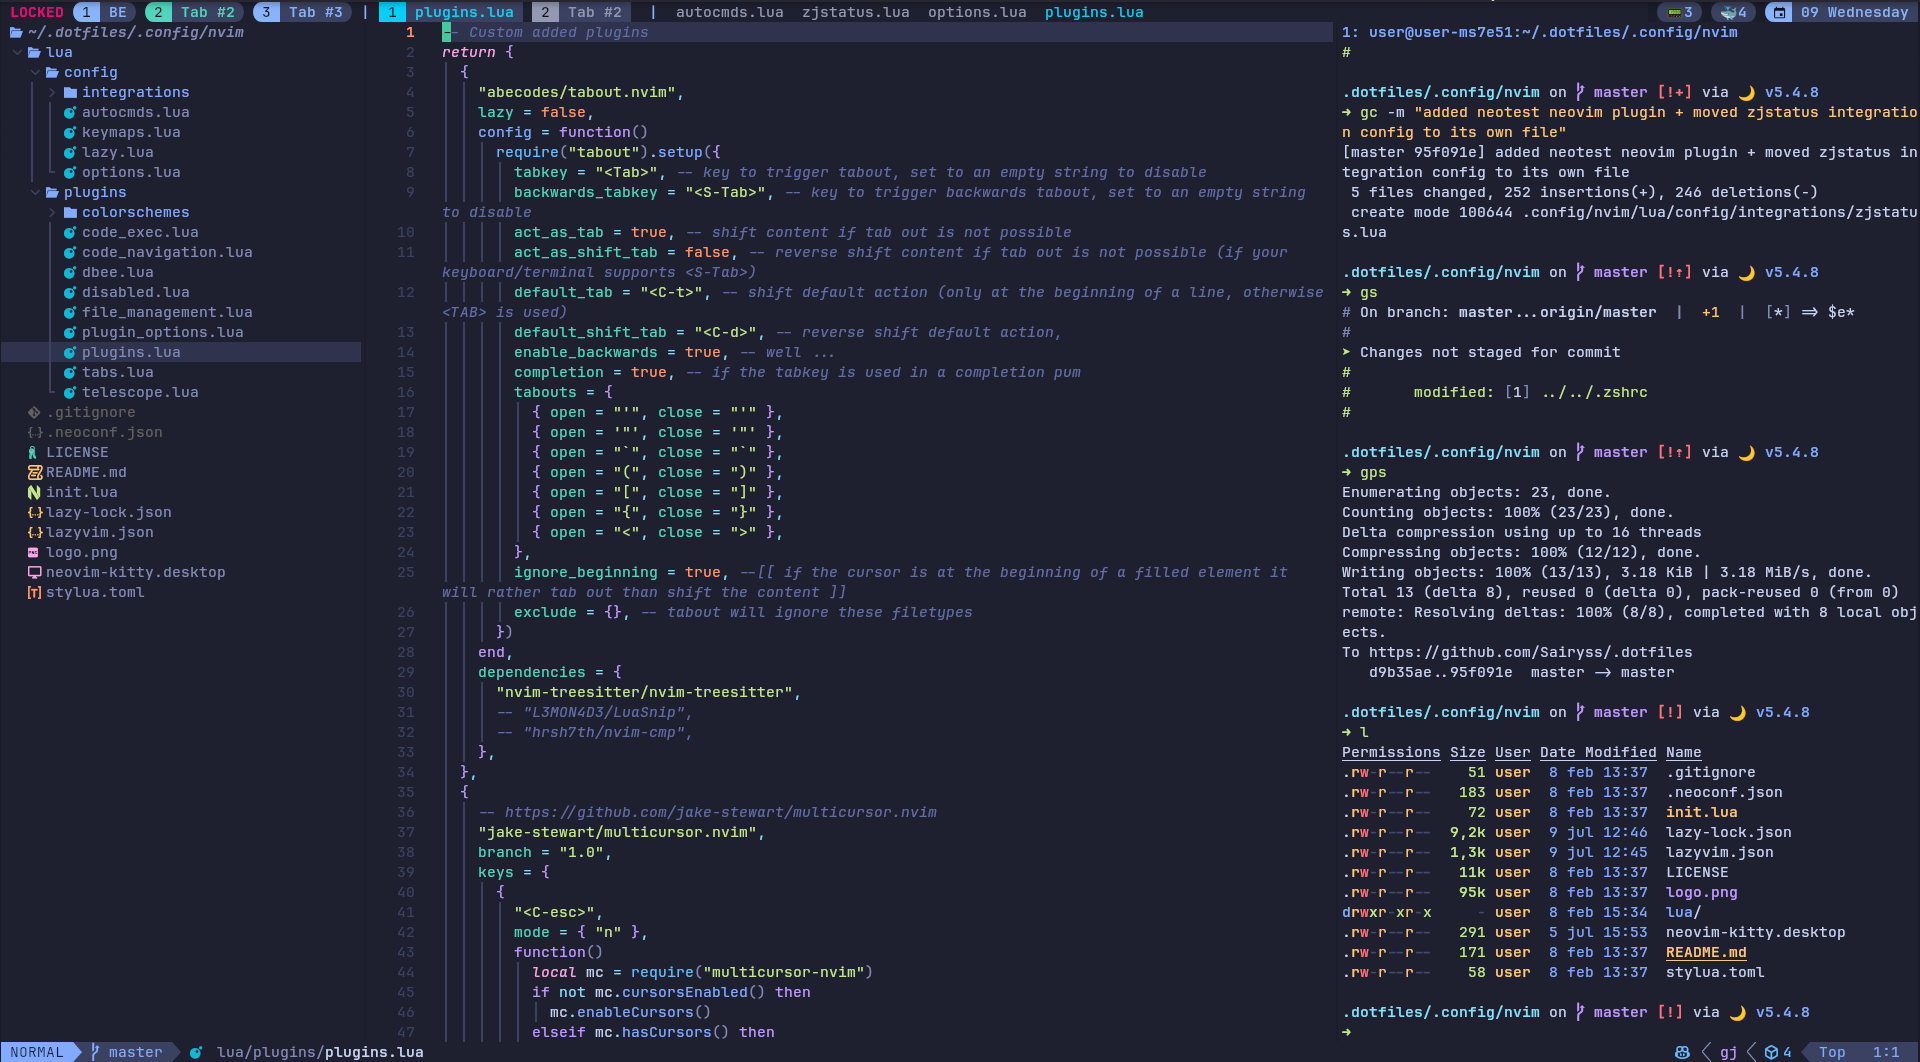 LOCKED 1 BE 2 Tab #2 3 Tab #3 | 1 plugins.lua 2 Tab #2 | autocmds.lua zjstatus.lua options.lua plugins.lua 3 4 09 Wednesday
~/.dotfiles/.config/nvim
lua
config
integrations
autocmds.lua
keymaps.lua
lazy.lua
options.lua
plugins
colorschemes
code_exec.lua
code_navigation.lua
dbee.lua
disabled.lua
file_management.lua
plugin_options.lua
plugins.lua
tabs.lua
telescope.lua
.gitignore
.neoconf.json
LICENSE
README.md
init.lua
lazy-lock.json
lazyvim.json
logo.png
neovim-kitty.desktop
stylua.toml
1 -- Custom added plugins
2 return {
3 {
4 "abecodes/tabout.nvim",
5 lazy = false,
6 config = function()
7 require("tabout").setup({
8 tabkey = "<Tab>", -- key to trigger tabout, set to an empty string to disable
9 backwards_tabkey = "<S-Tab>", -- key to trigger backwards tabout, set to an empty string
to disable
10 act_as_tab = true, -- shift content if tab out is not possible
11 act_as_shift_tab = false, -- reverse shift content if tab out is not possible (if your
keyboard/terminal supports <S-Tab>)
12 default_tab = "<C-t>", -- shift default action (only at the beginning of a line, otherwise
<TAB> is used)
13 default_shift_tab = "<C-d>", -- reverse shift default action,
14 enable_backwards = true, -- well ...
15 completion = true, -- if the tabkey is used in a completion pum
16 tabouts = {
17 { open = "'", close = "'" },
18 { open = '"', close = '"' },
19 { open = "`", close = "`" },
20 { open = "(", close = ")" },
21 { open = "[", close = "]" },
22 { open = "{", close = "}" },
23 { open = "<", close = ">" },
24 },
25 ignore_beginning = true, --[[ if the cursor is at the beginning of a filled element it
will rather tab out than shift the content ]]
26 exclude = {}, -- tabout will ignore these filetypes
27 })
28 end,
29 dependencies = {
30 "nvim-treesitter/nvim-treesitter",
31 -- "L3MON4D3/LuaSnip",
32 -- "hrsh7th/nvim-cmp",
33 },
34 },
35 {
36 -- https://github.com/jake-stewart/multicursor.nvim
37 "jake-stewart/multicursor.nvim",
38 branch = "1.0",
39 keys = {
40 {
41 "<C-esc>",
42 mode = { "n" },
43 function()
44 local mc = require("multicursor-nvim")
45 if not mc.cursorsEnabled() then
46 mc.enableCursors()
47 elseif mc.hasCursors() then
1: user@user-ms7e51:~/.dotfiles/.config/nvim
#
.dotfiles/.config/nvim on master [!+] via v5.4.8
➜ gc -m "added neotest neovim plugin + moved zjstatus integratio
n config to its own file"
[master 95f091e] added neotest neovim plugin + moved zjstatus in
tegration config to its own file
5 files changed, 252 insertions(+), 246 deletions(-)
create mode 100644 .config/nvim/lua/config/integrations/zjstatu
s.lua
.dotfiles/.config/nvim on master [!↑] via v5.4.8
➜ gs
# On branch: master...origin/master | +1 | [*] => $e*
#
➤ Changes not staged for commit
#
# modified: [1] ../../.zshrc
#
.dotfiles/.config/nvim on master [!↑] via v5.4.8
➜ gps
Enumerating objects: 23, done.
Counting objects: 100% (23/23), done.
Delta compression using up to 16 threads
Compressing objects: 100% (12/12), done.
Writing objects: 100% (13/13), 3.18 KiB | 3.18 MiB/s, done.
Total 13 (delta 8), reused 0 (delta 0), pack-reused 0 (from 0)
remote: Resolving deltas: 100% (8/8), completed with 8 local obj
ects.
To https://github.com/Sairyss/.dotfiles
d9b35ae..95f091e master -> master
.dotfiles/.config/nvim on master [!] via v5.4.8
➜ l
Permissions Size User Date Modified Name
.rw-r--r-- 51 user 8 feb 13:37 .gitignore
.rw-r--r-- 183 user 8 feb 13:37 .neoconf.json
.rw-r--r-- 72 user 8 feb 13:37 init.lua
.rw-r--r-- 9,2k user 9 jul 12:46 lazy-lock.json
.rw-r--r-- 1,3k user 9 jul 12:45 lazyvim.json
.rw-r--r-- 11k user 8 feb 13:37 LICENSE
.rw-r--r-- 95k user 8 feb 13:37 logo.png
drwxr-xr-x - user 8 feb 15:34 lua/
.rw-r--r-- 291 user 5 jul 15:53 neovim-kitty.desktop
.rw-r--r-- 171 user 8 feb 13:37 README.md
.rw-r--r-- 58 user 8 feb 13:37 stylua.toml
.dotfiles/.config/nvim on master [!] via v5.4.8
➜
NORMAL master lua/plugins/plugins.lua gj 4 Top 1:1